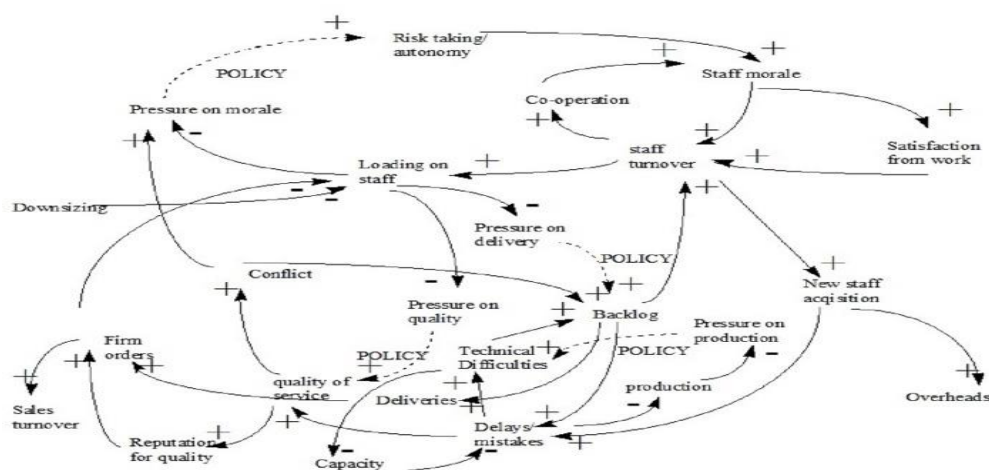 Risk taking/
autonomy
POLICY
Staff morale
Co-operation
Pressure on morale
staff
turnover
Satisfaction
from work
Loading on
staff
Downsizing
Pressure on
delivery
POLICY
Conflict
New staff
acqisition
Pressure on
quality
Backlog
Pressure on
production
Firm
orders
POLICY
Technical
Difficulties
POLICY
quality of
service
Deliveries
production
Overheads
Sales
turnover
Delays/
mistakes
Reputation
for quality
Capacity